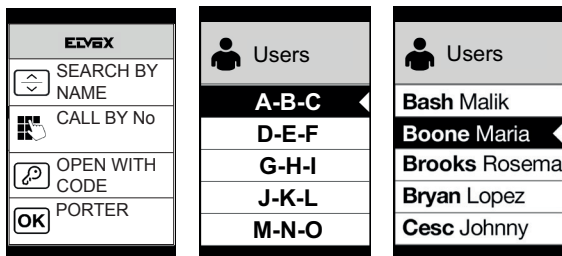 ELVOX
SEARCH BY
NAME
CALL BY No
OPEN WITH
CODE
OK PORTER
Users
A-B-C
D-E-F
G-H-I
J-K-L
M-N-O
Users
Bash Malik
Boone Maria
Brooks Rosema
Bryan Lopez
Cesc Johnny